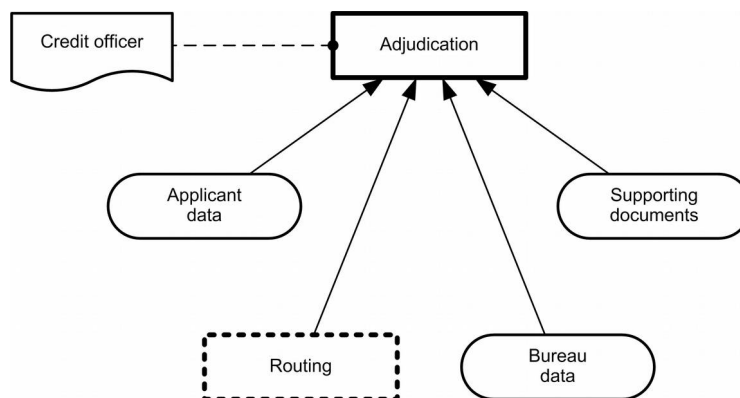 Credit officer
Adjudication
Applicant
data
Supporting
documents
Routing
Bureau
data